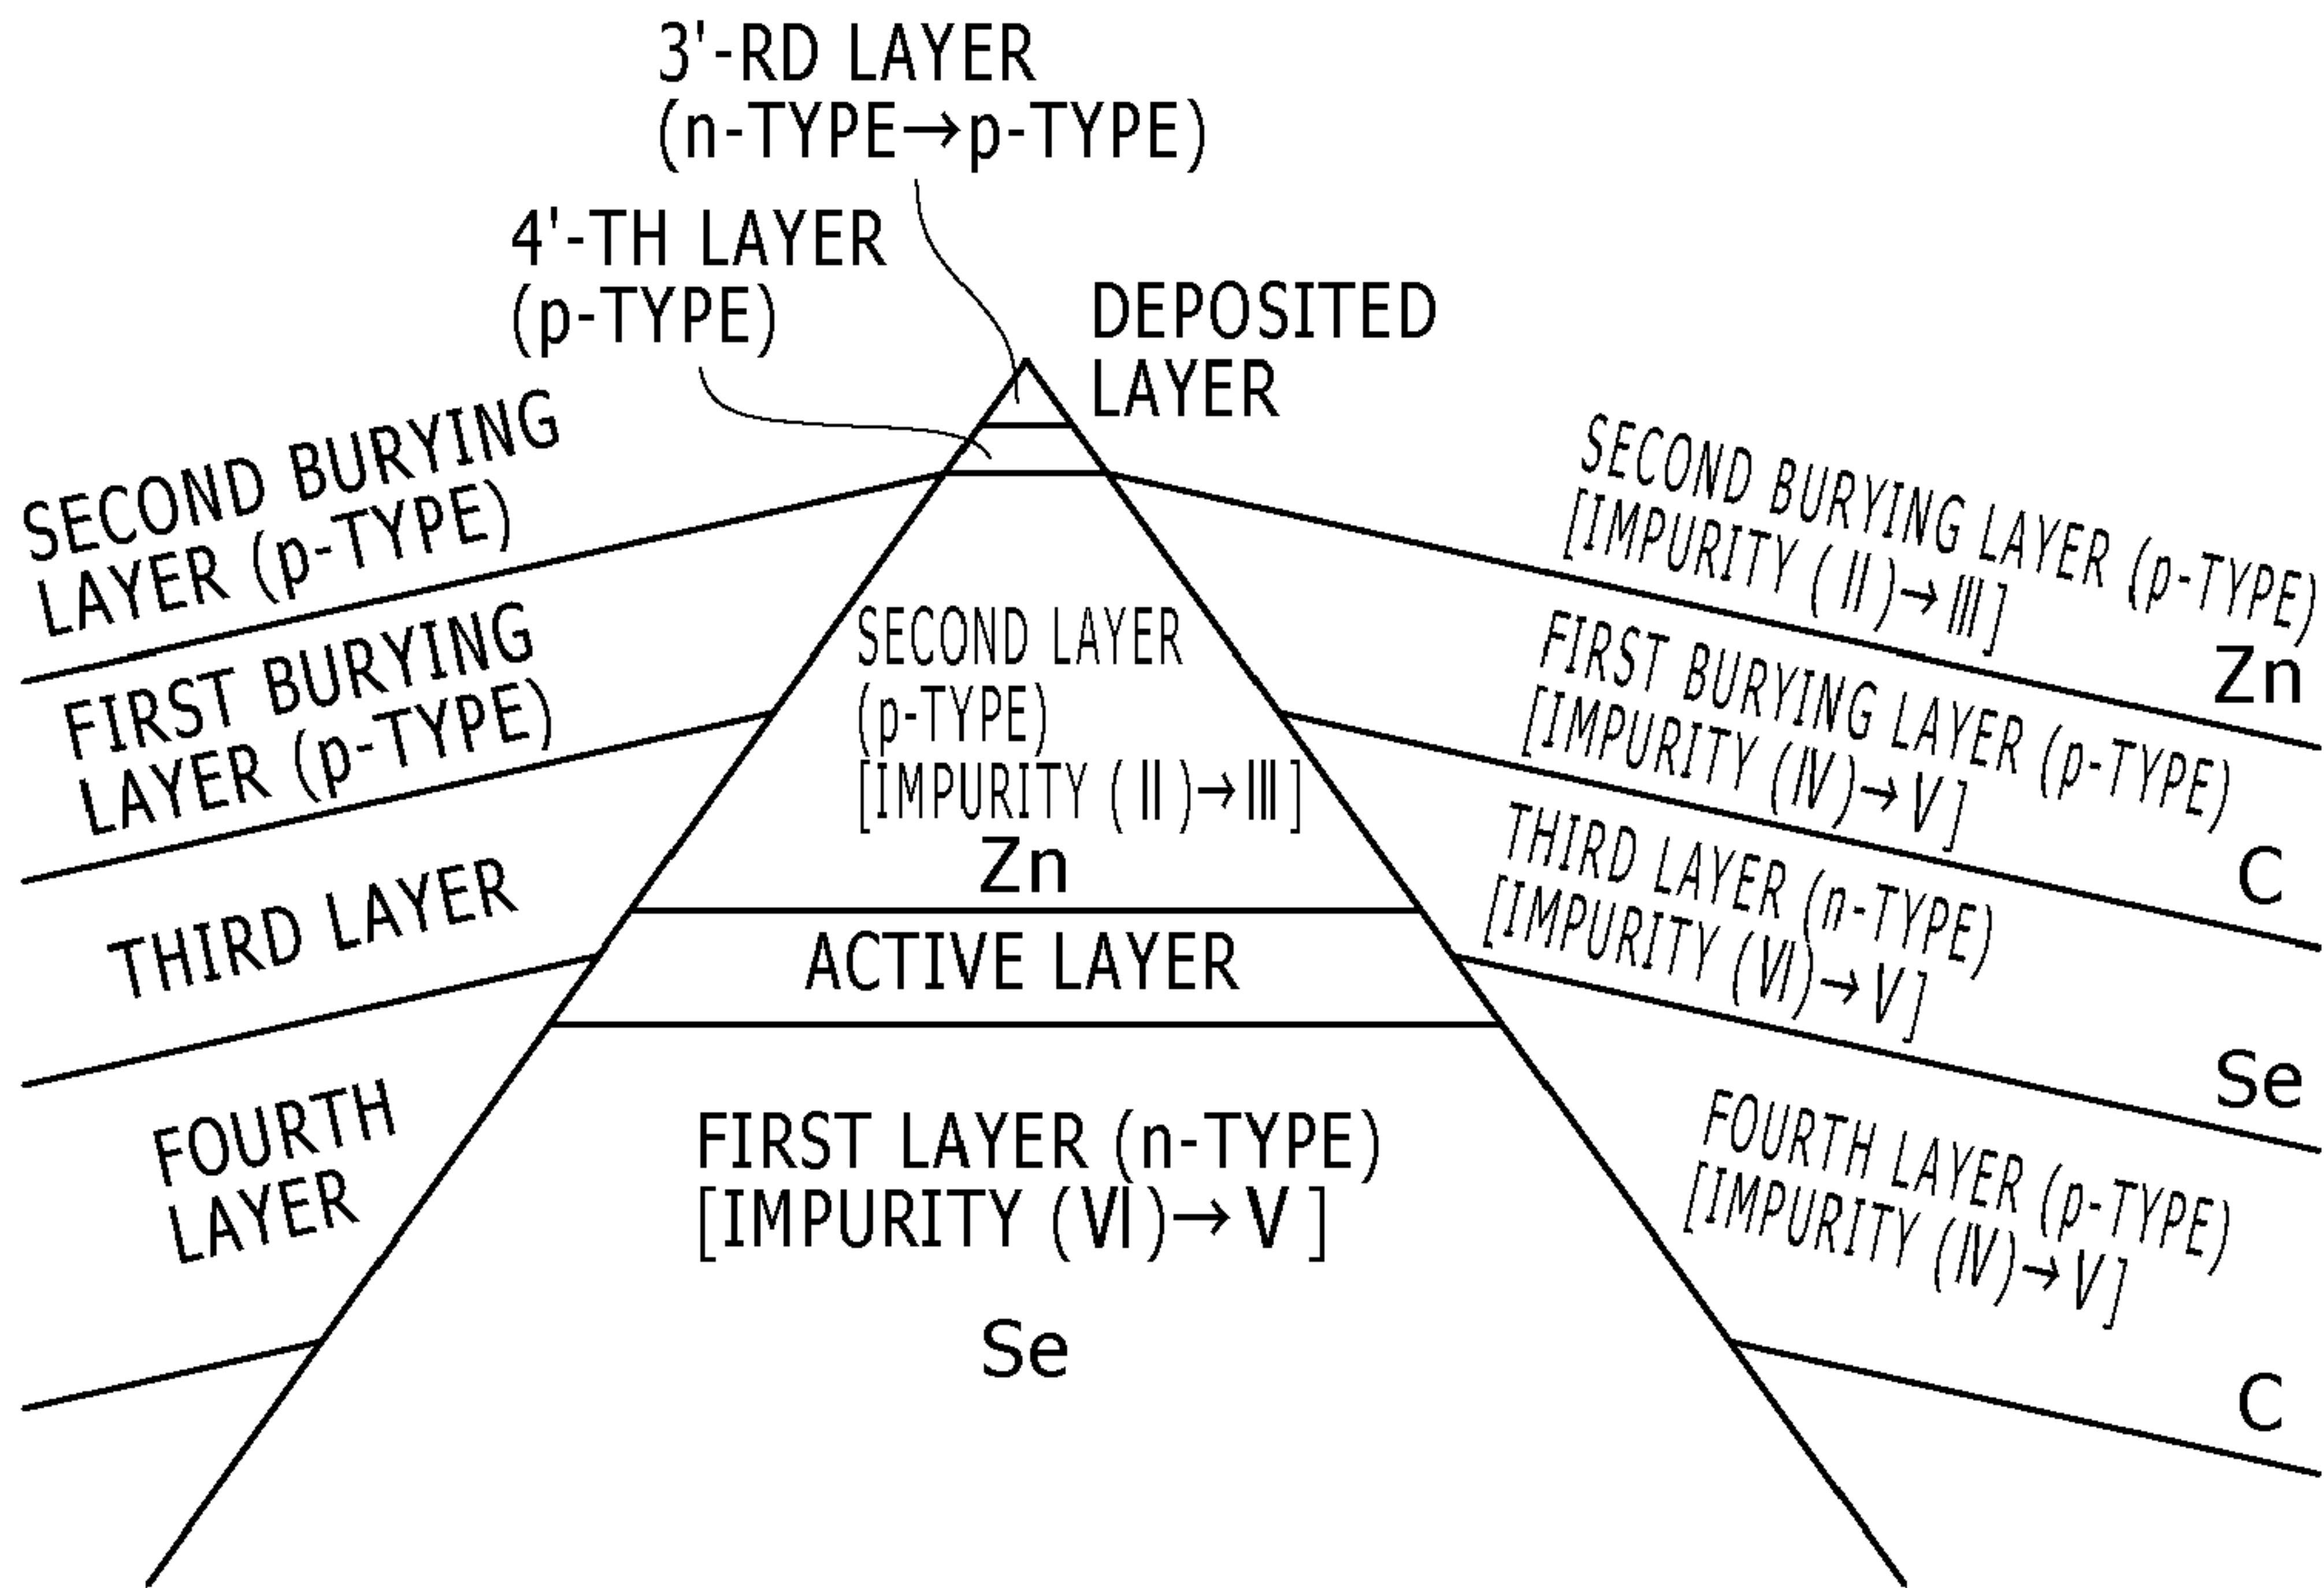 3'-RD LAYER
(n-TYPE→p-TYPE)
4'-TH LAYER
(p-TYPE)
DEPOSITED
LAYER
SECOND BURYING
LAYER (p-TYPE)
FIRST BURYING
LAYER (p-TYPE)
THIRD LAYER
FOURTH
LAYER
SECOND LAYER
(p-TYPE)
[IMPURITY (Ⅱ)→Ⅲ]
Zn
ACTIVE LAYER
FIRST LAYER (n-TYPE)
[IMPURITY (Ⅵ)→Ⅴ]
Se
SECOND BURYING LAYER (p-TYPE)
[IMPURITY (Ⅱ)→Ⅲ]
Zn
FIRST BURYING LAYER (p-TYPE)
[IMPURITY (Ⅳ)→Ⅴ]
C
THIRD LAYER (n-TYPE)
[IMPURITY (Ⅵ)→Ⅴ]
Se
FOURTH LAYER (p-TYPE)
[IMPURITY (Ⅳ)→Ⅴ]
C